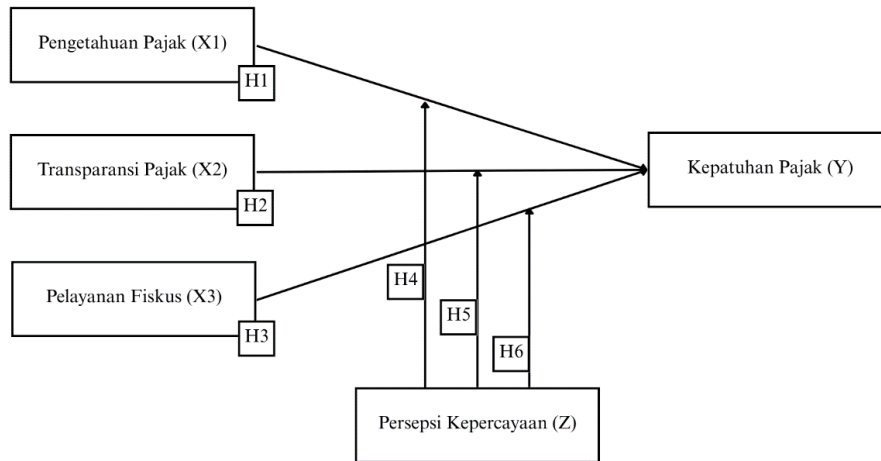 Pengetahuan Pajak (X1)
H1
Transparansi Pajak (X2)
H2
Kepatuhan Pajak (Y)
Pelayanan Fiskus (X3)
H3
H4
H5
H6
Persepsi Kepercayaan (Z)